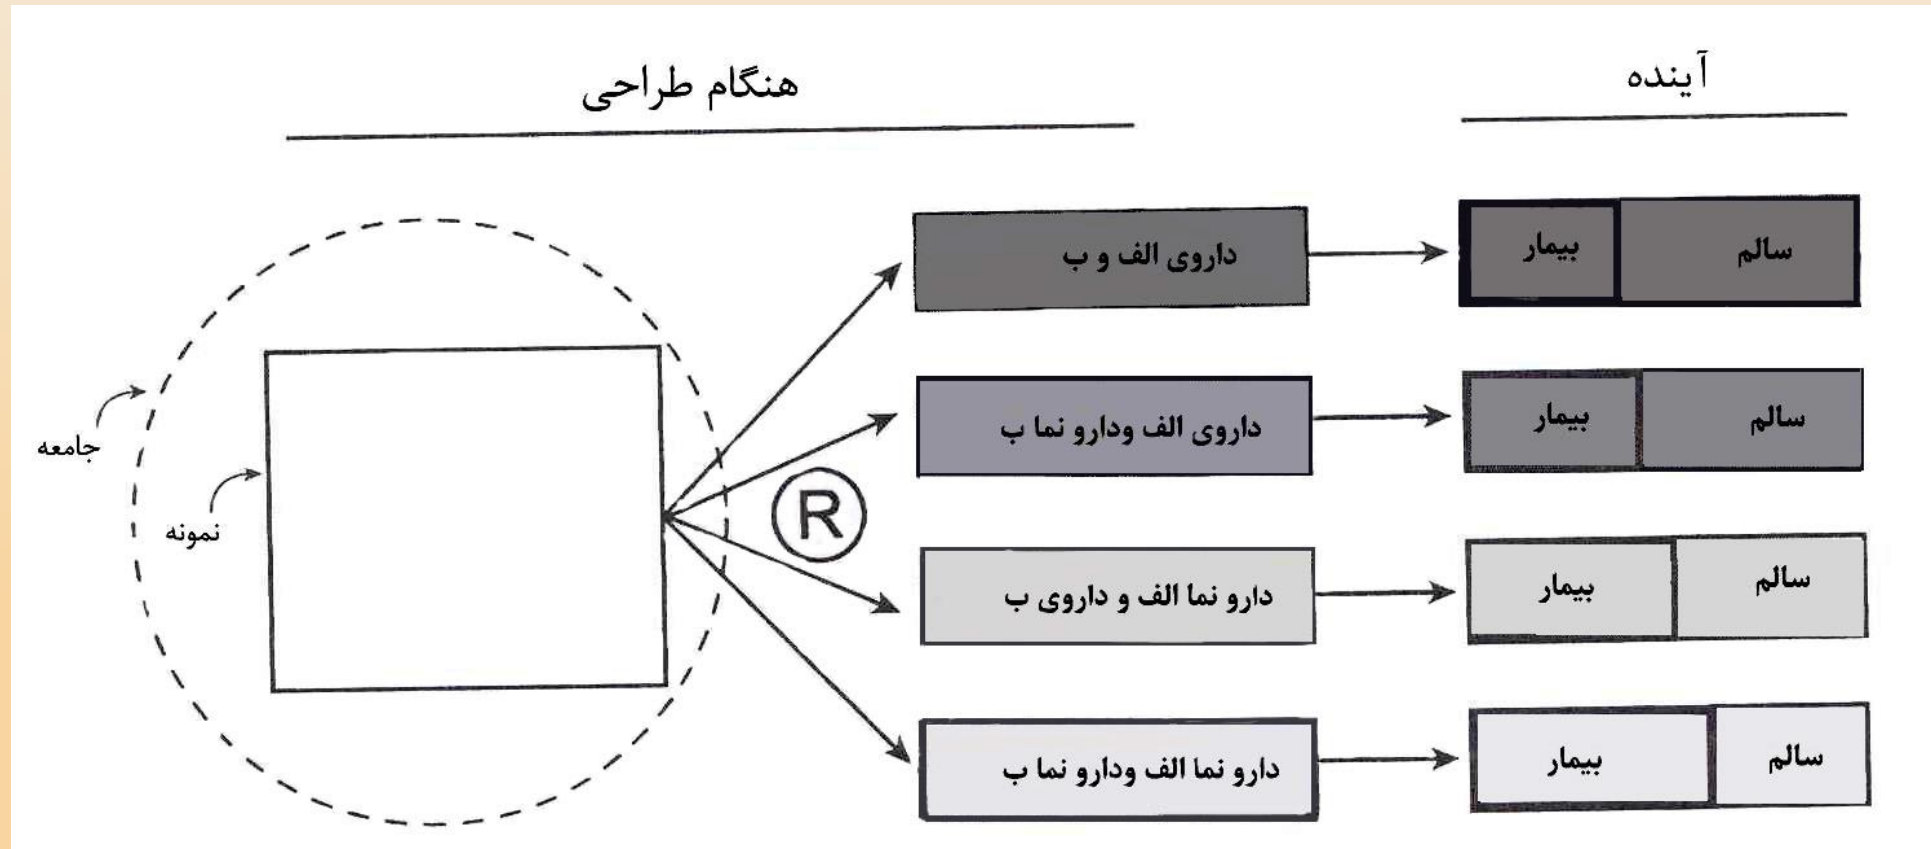 هنگام طراحی
آینده
داروی الف و ب
بیمار
سالم
داروی الف ودارو نما ب
بیمار
سالم
جامعه
نمونه
R
دارو نما الف و داروی ب
بیمار
سالم
دارو نما الف ودارو نما ب
بیمار
سالم